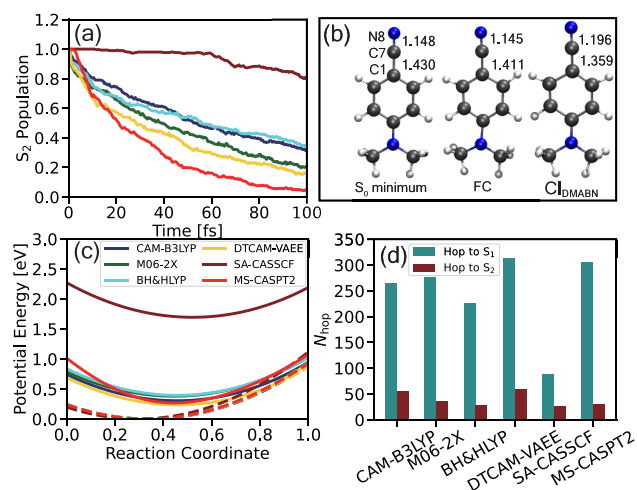 (a)
1.2
1.0
0.8
0.6
0.4
0.2
0.0
S₂ Population
0 20 40 60 80 100
Time [fs]
(b)
N8 1.148
C7
C1 1.430
1.145
1.411
1.196
1.359
S₀ minimum FC CI_DMABN
(c)
3.0
2.5
2.0
1.5
1.0
0.5
0.0
Potential Energy [eV]
CAM-B3LYP DTCAM-VAEE
M06-2X SA-CASSCF
BH&HLYP MS-CASPT2
0.0 0.2 0.4 0.6 0.8 1.0
Reaction Coordinate
(d)
350
300
250
200
150
100
50
0
N_hop
Hop to S₁
Hop to S₂
CAM-B3LYP
M06-2X
BH&HLYP
DTCAM-VAEE
SA-CASSCF
MS-CASPT2